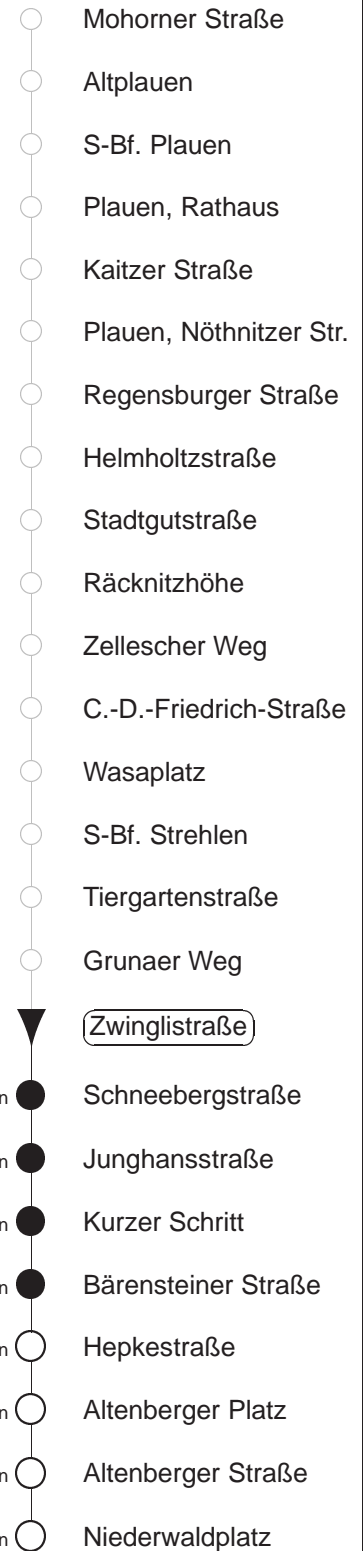 Mohorner Straße
Altplauen
S-Bf. Plauen
Plauen, Rathaus
Kaitzer Straße
Plauen, Nöthnitzer Str.
Regensburger Straße
Helmholtzstraße
Stadtgutstraße
Räcknitzhöhe
Zellescher Weg
C.-D.-Friedrich-Straße
Wasaplatz
S-Bf. Strehlen
Tiergartenstraße
Grunaer Weg
Zwinglistraße
n Schneebergstraße
n Junghansstraße
n Kurzer Schritt
n Bärensteiner Straße
n Hepkestraße
n Altenberger Platz
n Altenberger Straße
n Niederwaldplatz